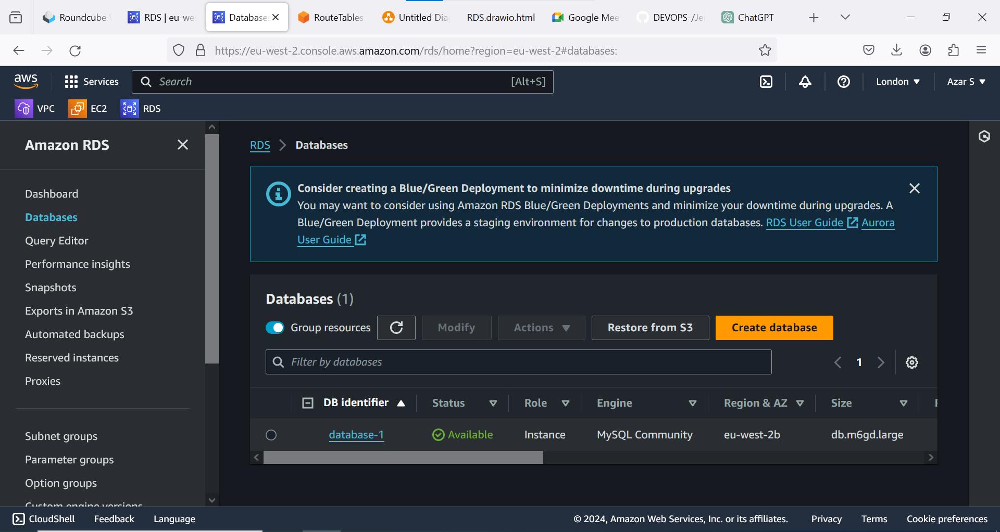 Roundcube
RDS | eu-we
Databases
RouteTables
Untitled Dia
RDS.drawio.html
Google Mee
DEVOPS-/Je
ChatGPT
https://eu-west-2.console.aws.amazon.com/rds/home?region=eu-west-2#databases:
aws
Services
Search
[Alt+S]
London
Azar S
VPC
EC2
RDS
Amazon RDS
Dashboard
Databases
Query Editor
Performance insights
Snapshots
Exports in Amazon S3
Automated backups
Reserved instances
Proxies
Subnet groups
Parameter groups
Option groups
Custom engine versions
RDS > Databases
Consider creating a Blue/Green Deployment to minimize downtime during upgrades
You may want to consider using Amazon RDS Blue/Green Deployments and minimize your downtime during upgrades. A
Blue/Green Deployment provides a staging environment for changes to production databases. RDS User Guide Aurora
User Guide
Databases (1)
Group resources
Modify
Actions
Restore from S3
Create database
Filter by databases
1
DB identifier Status Role Engine Region & AZ Size
database-1 Available Instance MySQL Community eu-west-2b db.m6gd.large
CloudShell
Feedback
Language
© 2024, Amazon Web Services, Inc. or its affiliates.
Privacy
Terms
Cookie preferences